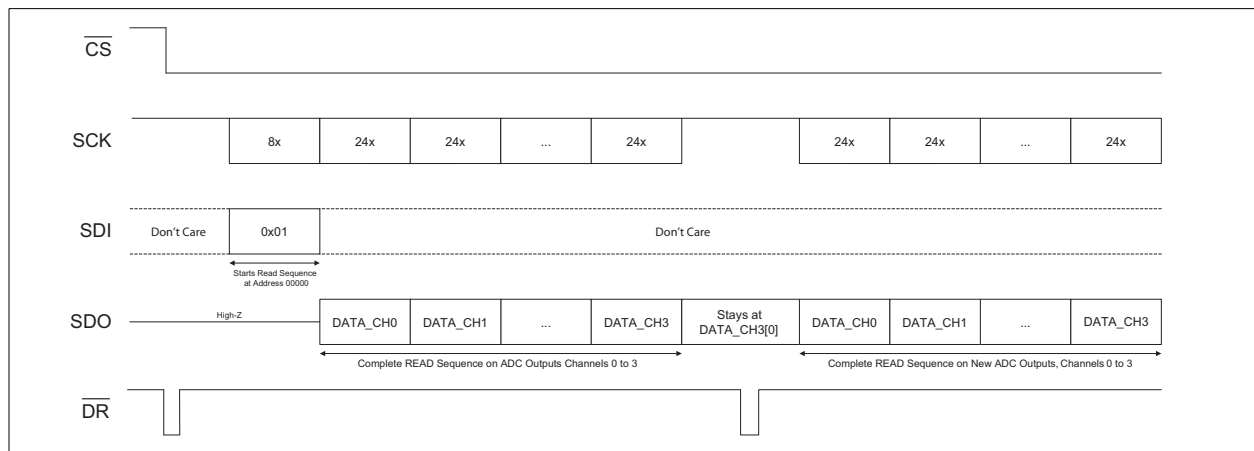 CS
SCK
8x
24x
24x
...
24x
24x
24x
...
24x
SDI
Don't Care
0x01
Don't Care
Starts Read Sequence
at Address 00000
SDO
High-Z
DATA_CH0
DATA_CH1
...
DATA_CH3
Stays at
DATA_CH3[0]
DATA_CH0
DATA_CH1
...
DATA_CH3
Complete READ Sequence on ADC Outputs Channels 0 to 3
Complete READ Sequence on New ADC Outputs, Channels 0 to 3
DR